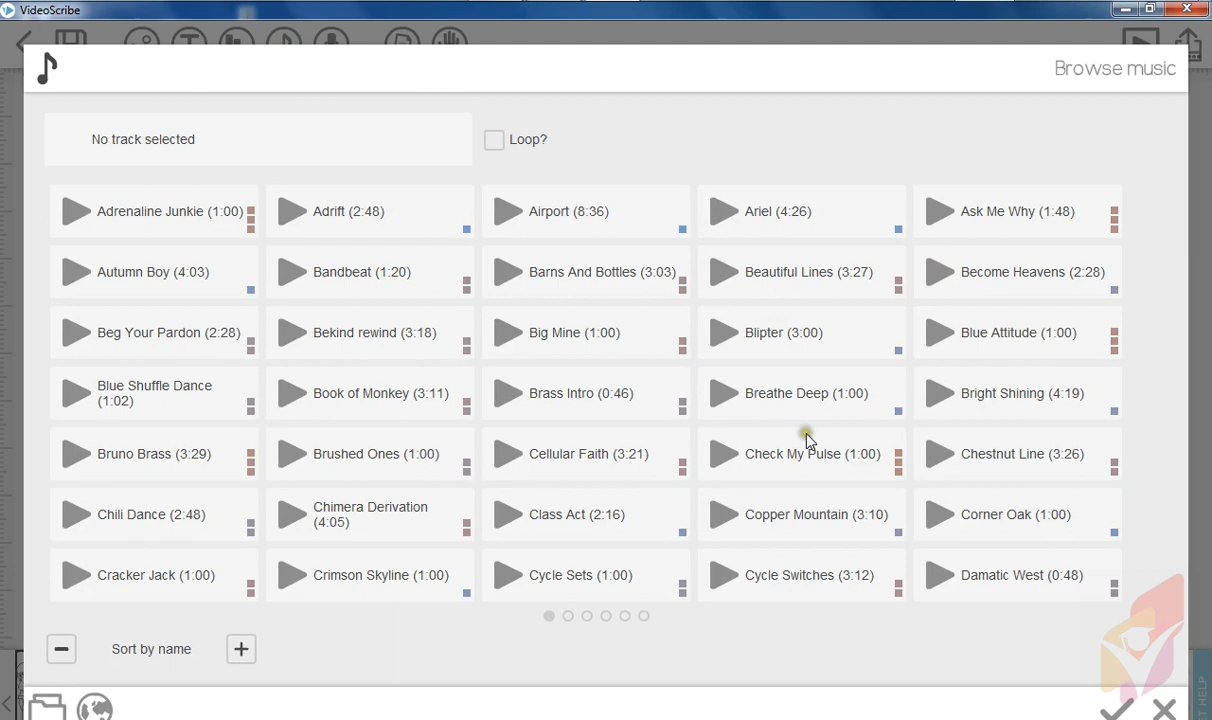 VideoScribe
Browse music
No track selected
Loop?
Adrenaline Junkie (1:00)
Adrift (2:48)
Airport (8:36)
Ariel (4:26)
Ask Me Why (1:48)
Autumn Boy (4:03)
Bandbeat (1:20)
Barns And Bottles (3:03)
Beautiful Lines (3:27)
Become Heavens (2:28)
Beg Your Pardon (2:28)
Bekind rewind (3:18)
Big Mine (1:00)
Blipter (3:00)
Blue Attitude (1:00)
Blue Shuffle Dance
(1:02)
Book of Monkey (3:11)
Brass Intro (0:46)
Breathe Deep (1:00)
Bright Shining (4:19)
Bruno Brass (3:29)
Brushed Ones (1:00)
Cellular Faith (3:21)
Check My Pulse (1:00)
Chestnut Line (3:26)
Chili Dance (2:48)
Chimera Derivation
(4:05)
Class Act (2:16)
Copper Mountain (3:10)
Corner Oak (1:00)
Cracker Jack (1:00)
Crimson Skyline (1:00)
Cycle Sets (1:00)
Cycle Switches (3:12)
Damatic West (0:48)
Sort by name
HELP